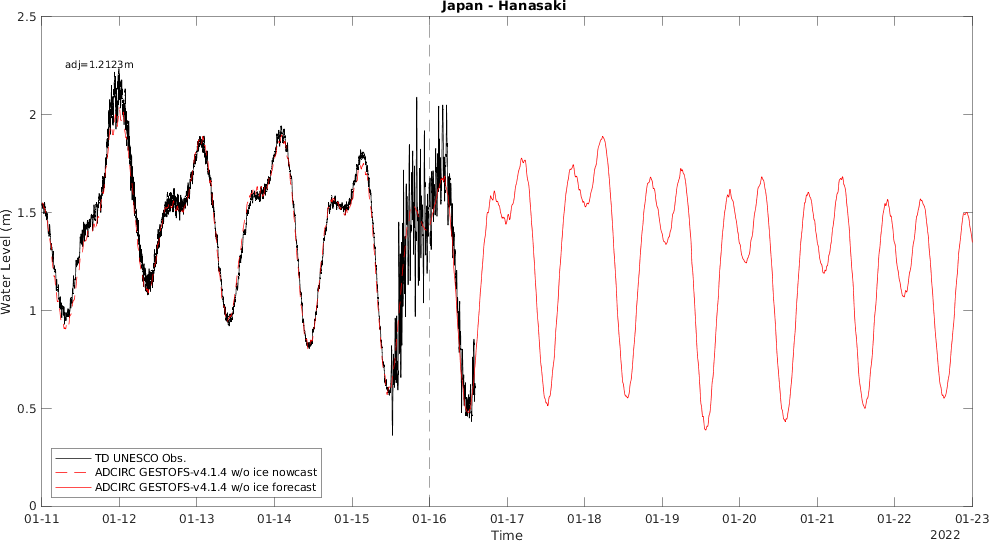 Japan - Hanasaki
2.5
adj=1.2123m
2
1.5
Water Level (m)
1
0.5
TD UNESCO Obs.
ADCIRC GESTOFS-v4.1.4 w/o ice nowcast
ADCIRC GESTOFS-v4.1.4 w/o ice forecast
0
01-11 01-12 01-13 01-14 01-15 01-16 01-17 01-18 01-19 01-20 01-21 01-22 01-23
Time 2022